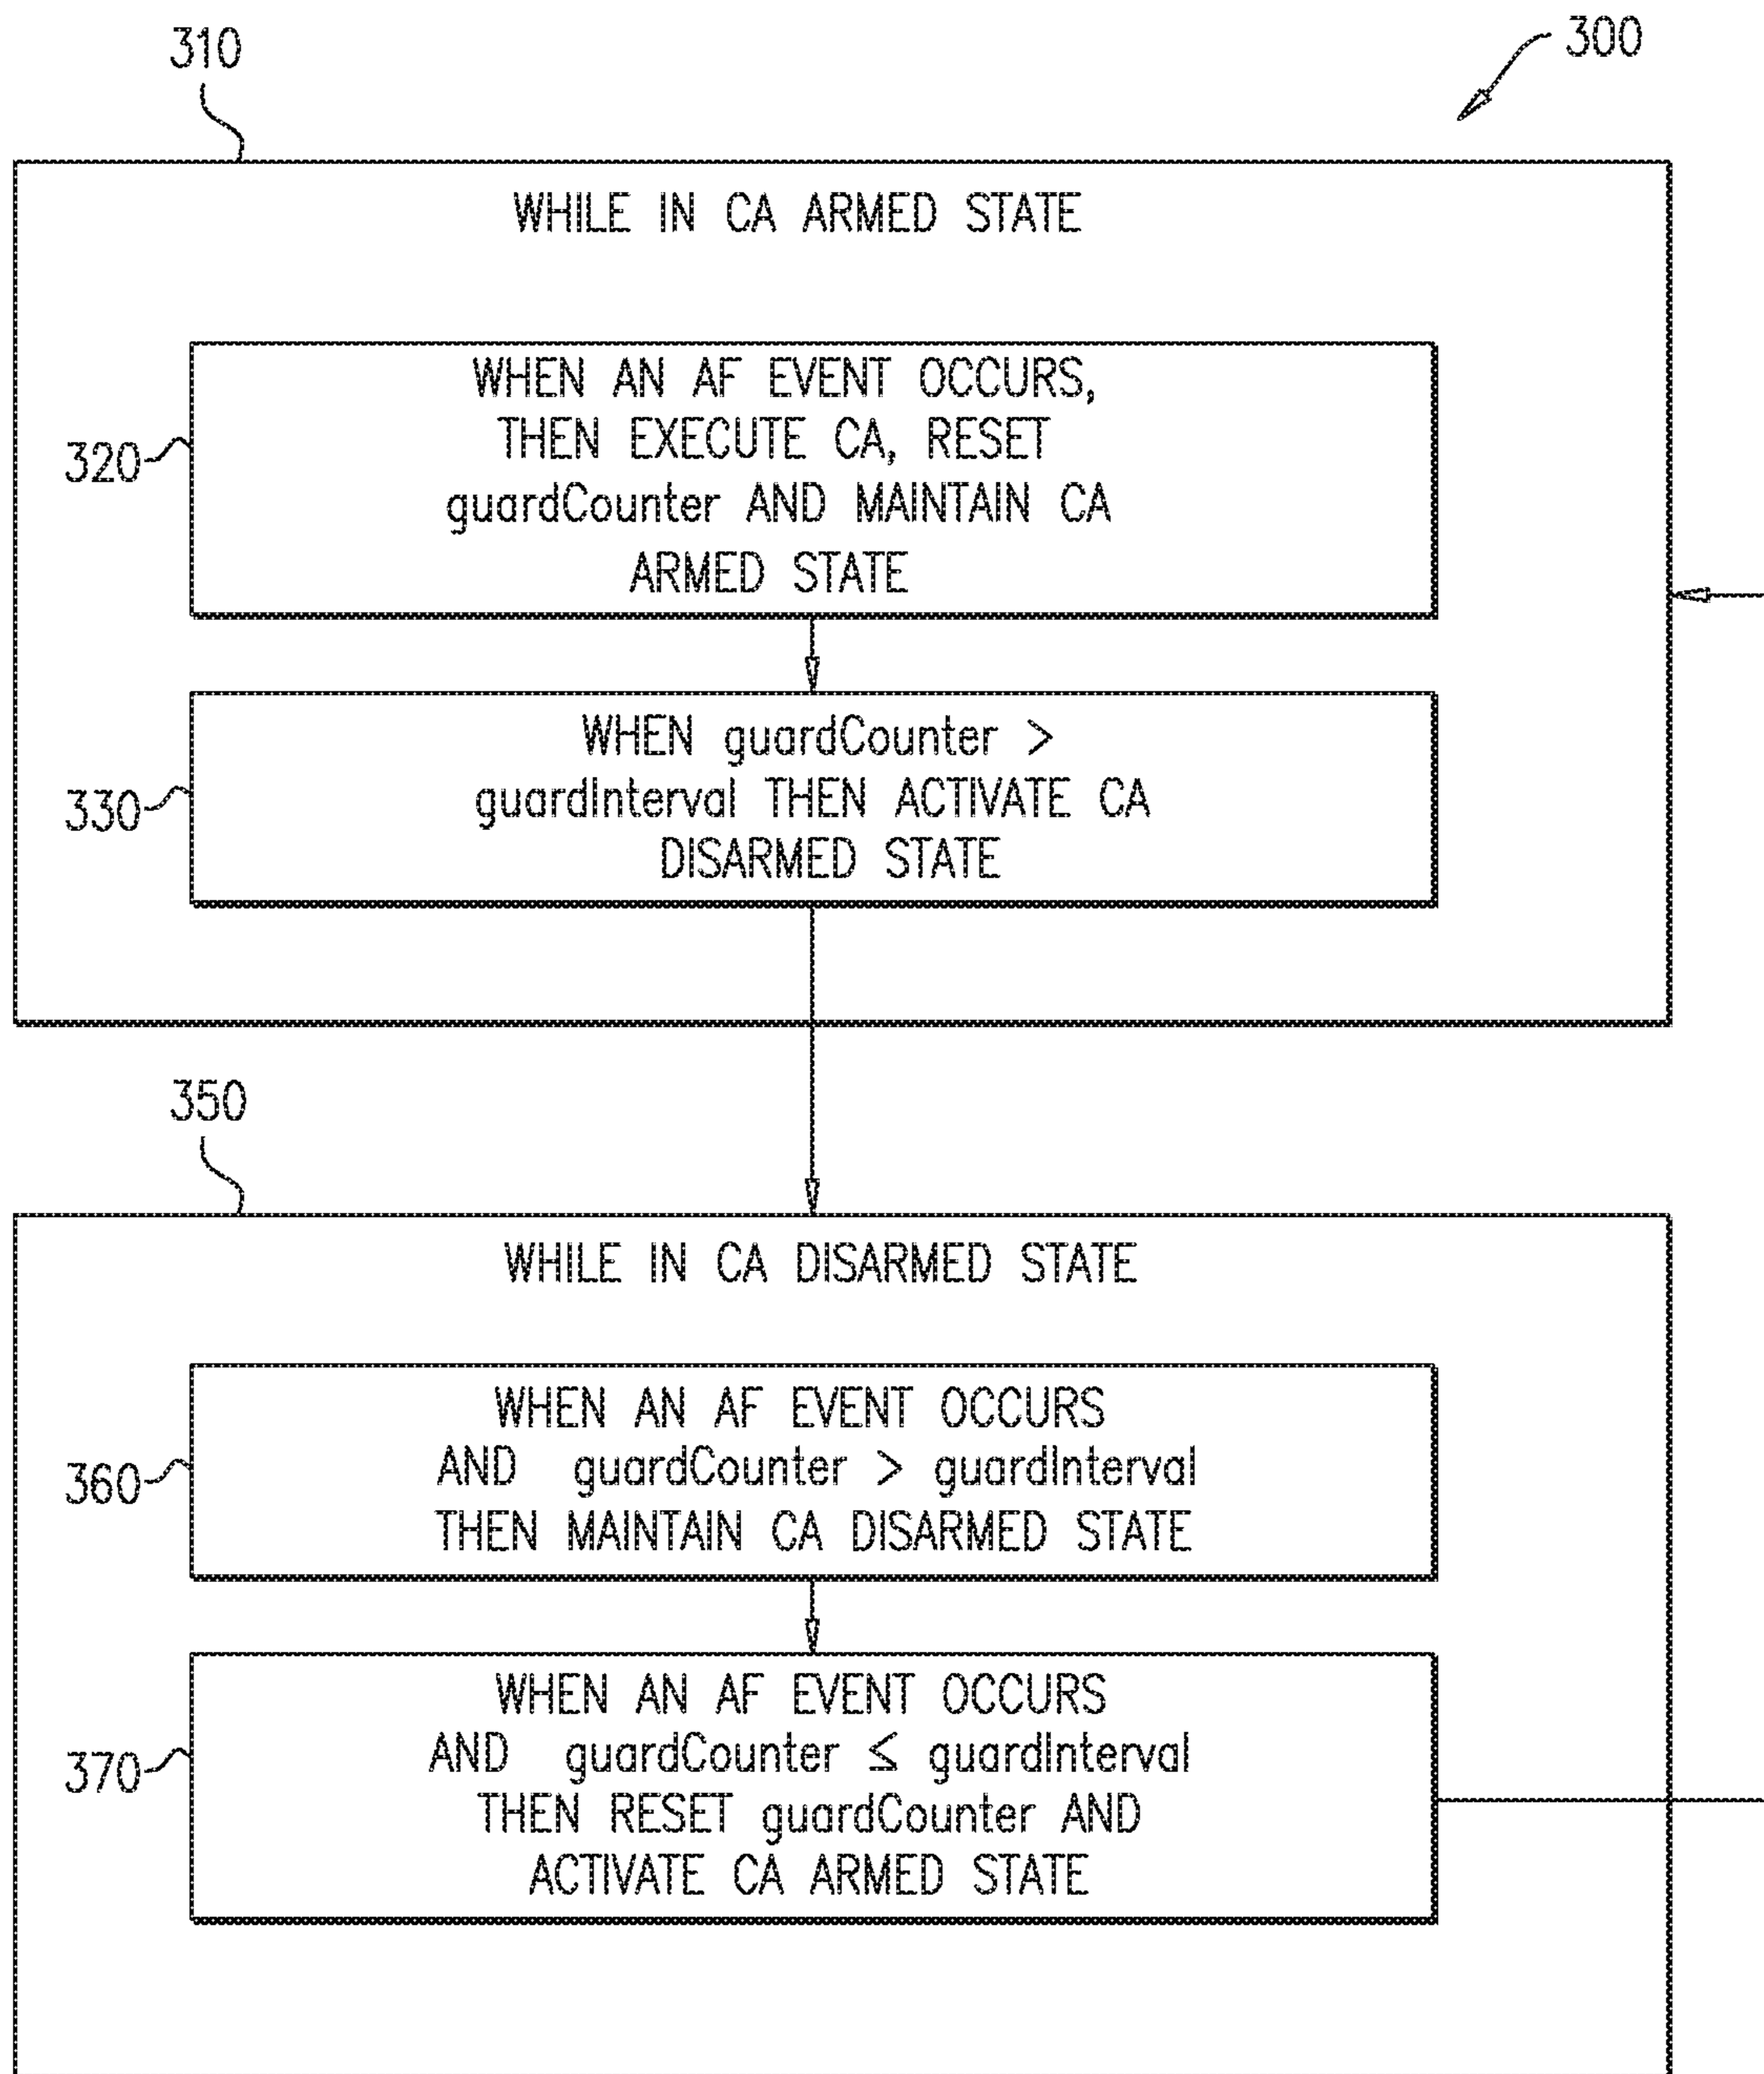 300
310
WHILE IN CA ARMED STATE
320
WHEN AN AF EVENT OCCURS,
THEN EXECUTE CA, RESET
guardCounter AND MAINTAIN CA
ARMED STATE
330
WHEN guardCounter >
guardInterval THEN ACTIVATE CA
DISARMED STATE
350
WHILE IN CA DISARMED STATE
360
WHEN AN AF EVENT OCCURS
AND guardCounter > guardInterval
THEN MAINTAIN CA DISARMED STATE
370
WHEN AN AF EVENT OCCURS
AND guardCounter ≤ guardInterval
THEN RESET guardCounter AND
ACTIVATE CA ARMED STATE